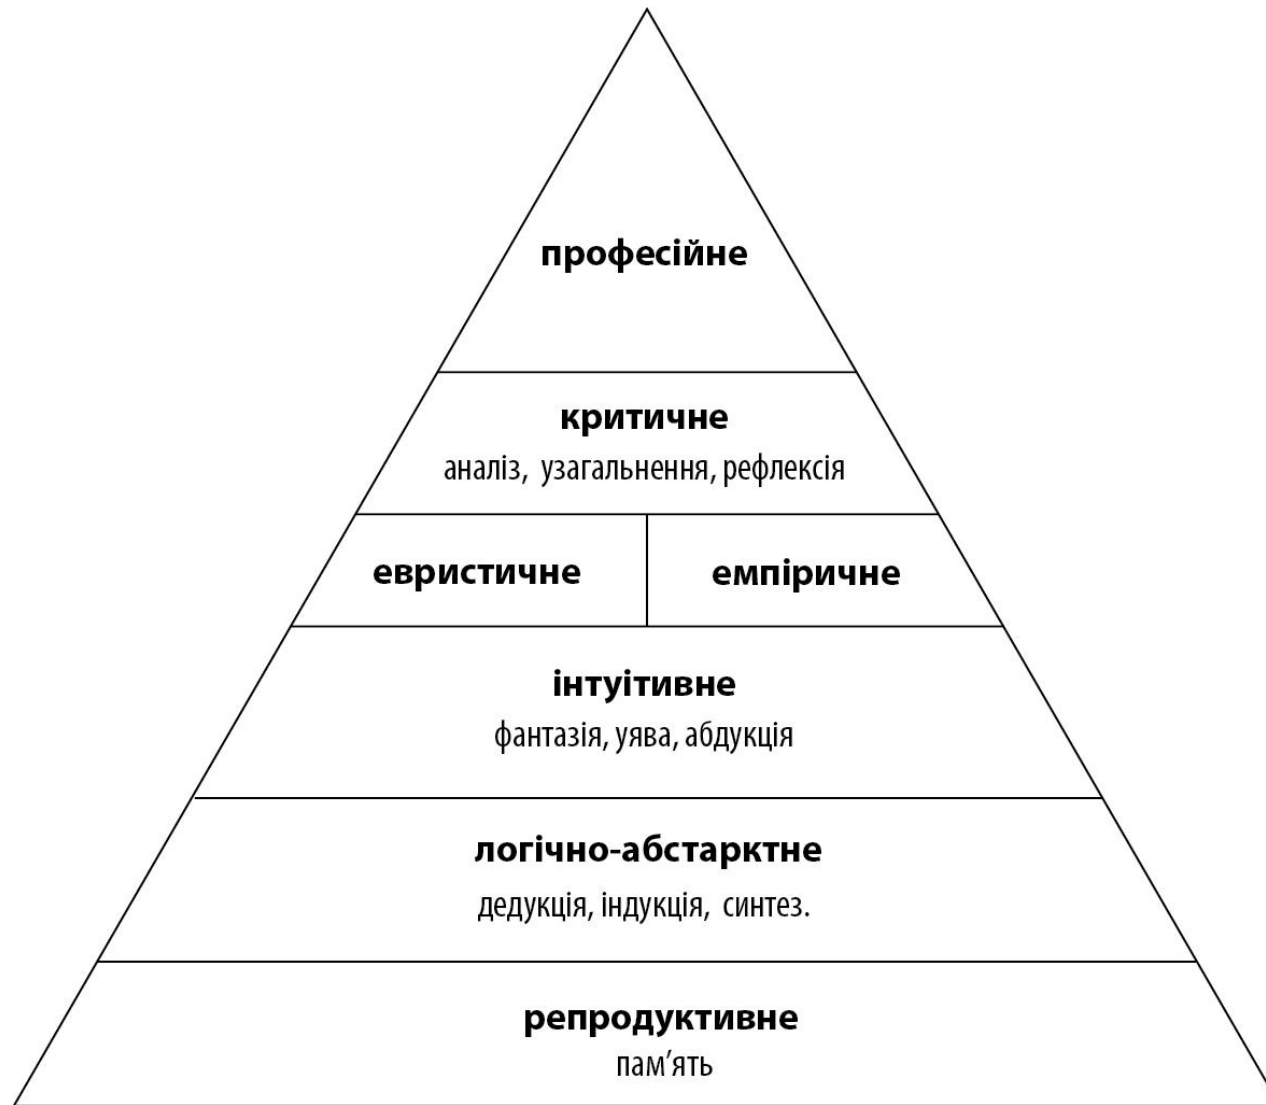 професійне
критичне
аналіз, узагальнення, рефлексія
евристичне
емпіричне
інтуітивне
фантазія, уява, абдукція
логічно-абстарктне
дедукція, індукція, синтез.
репродуктивне
пам’ять